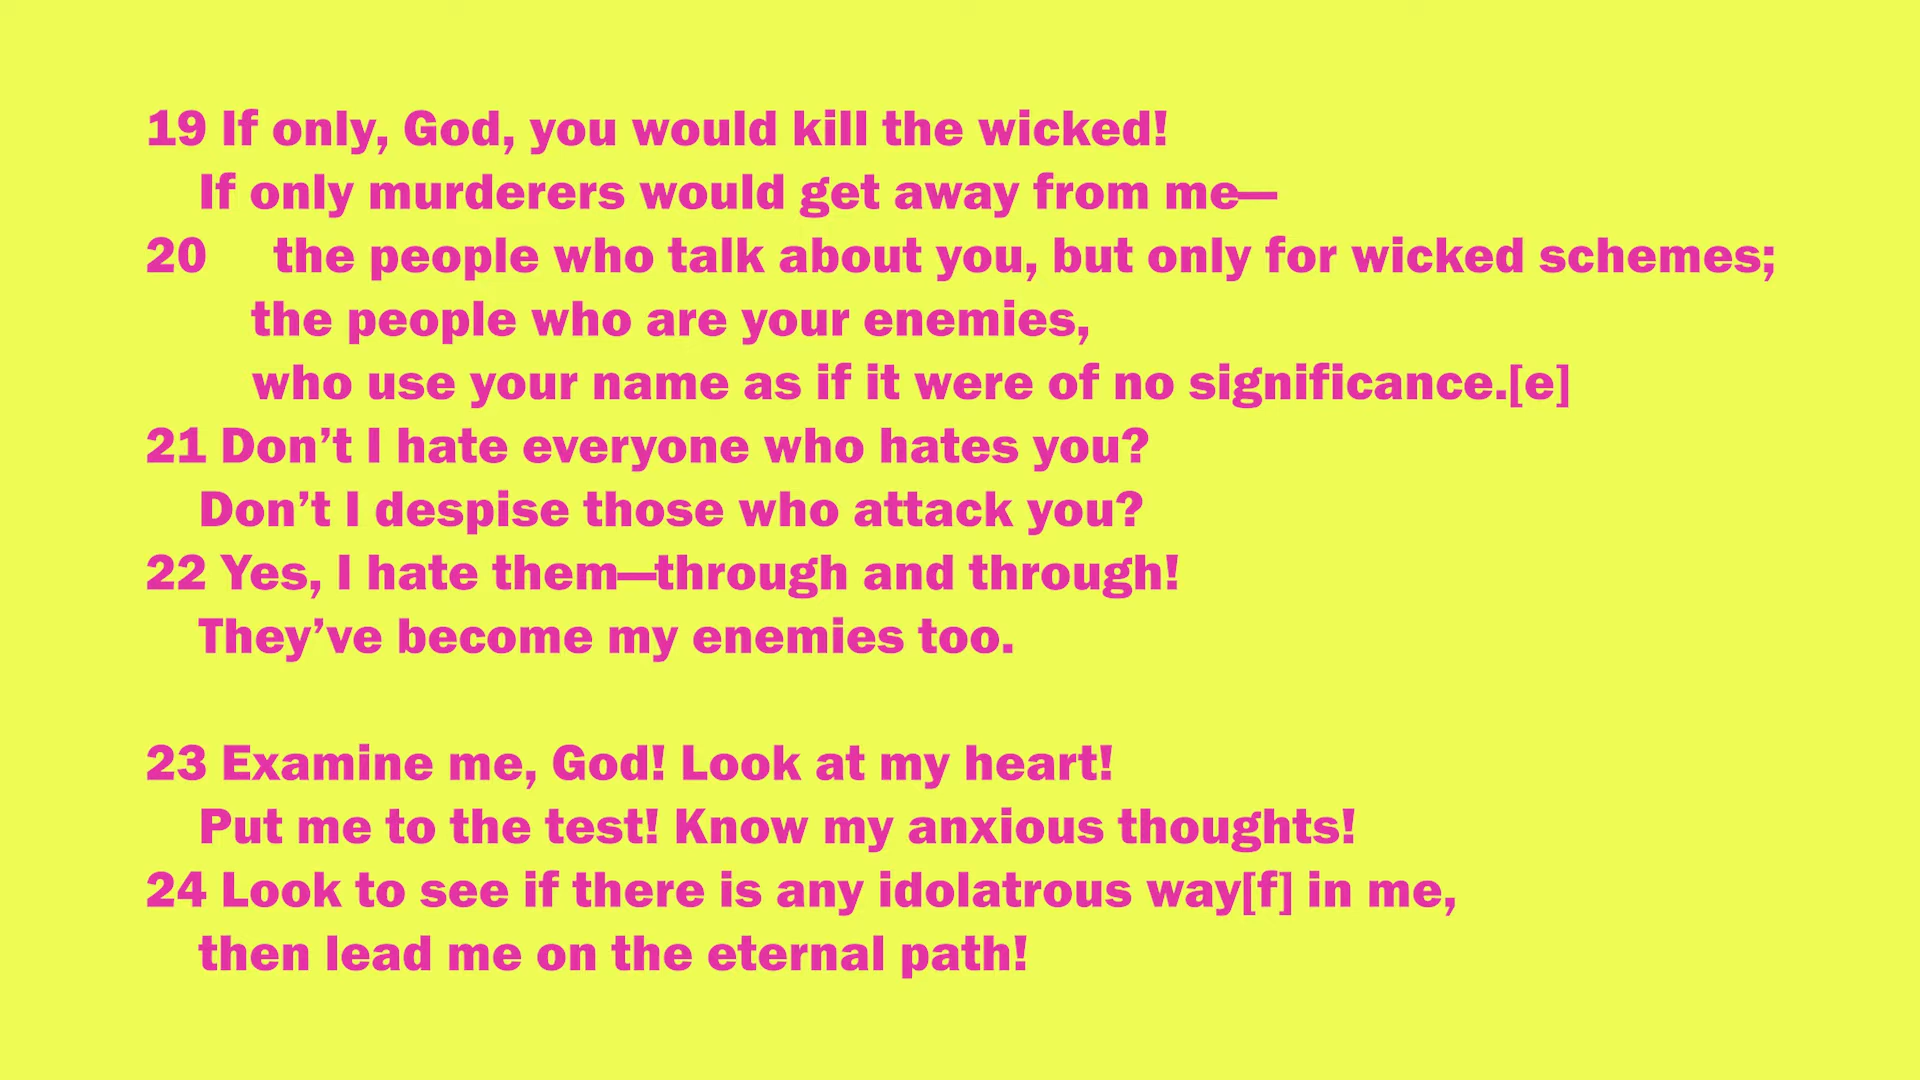 19 If only, God, you would kill the wicked!
If only murderers would get away from me—
20 the people who talk about you, but only for wicked schemes;
the people who are your enemies,
who use your name as if it were of no significance.[e]
21 Don’t I hate everyone who hates you?
Don’t I despise those who attack you?
22 Yes, I hate them—through and through!
They’ve become my enemies too.
23 Examine me, God! Look at my heart!
Put me to the test! Know my anxious thoughts!
24 Look to see if there is any idolatrous way[f] in me,
then lead me on the eternal path!